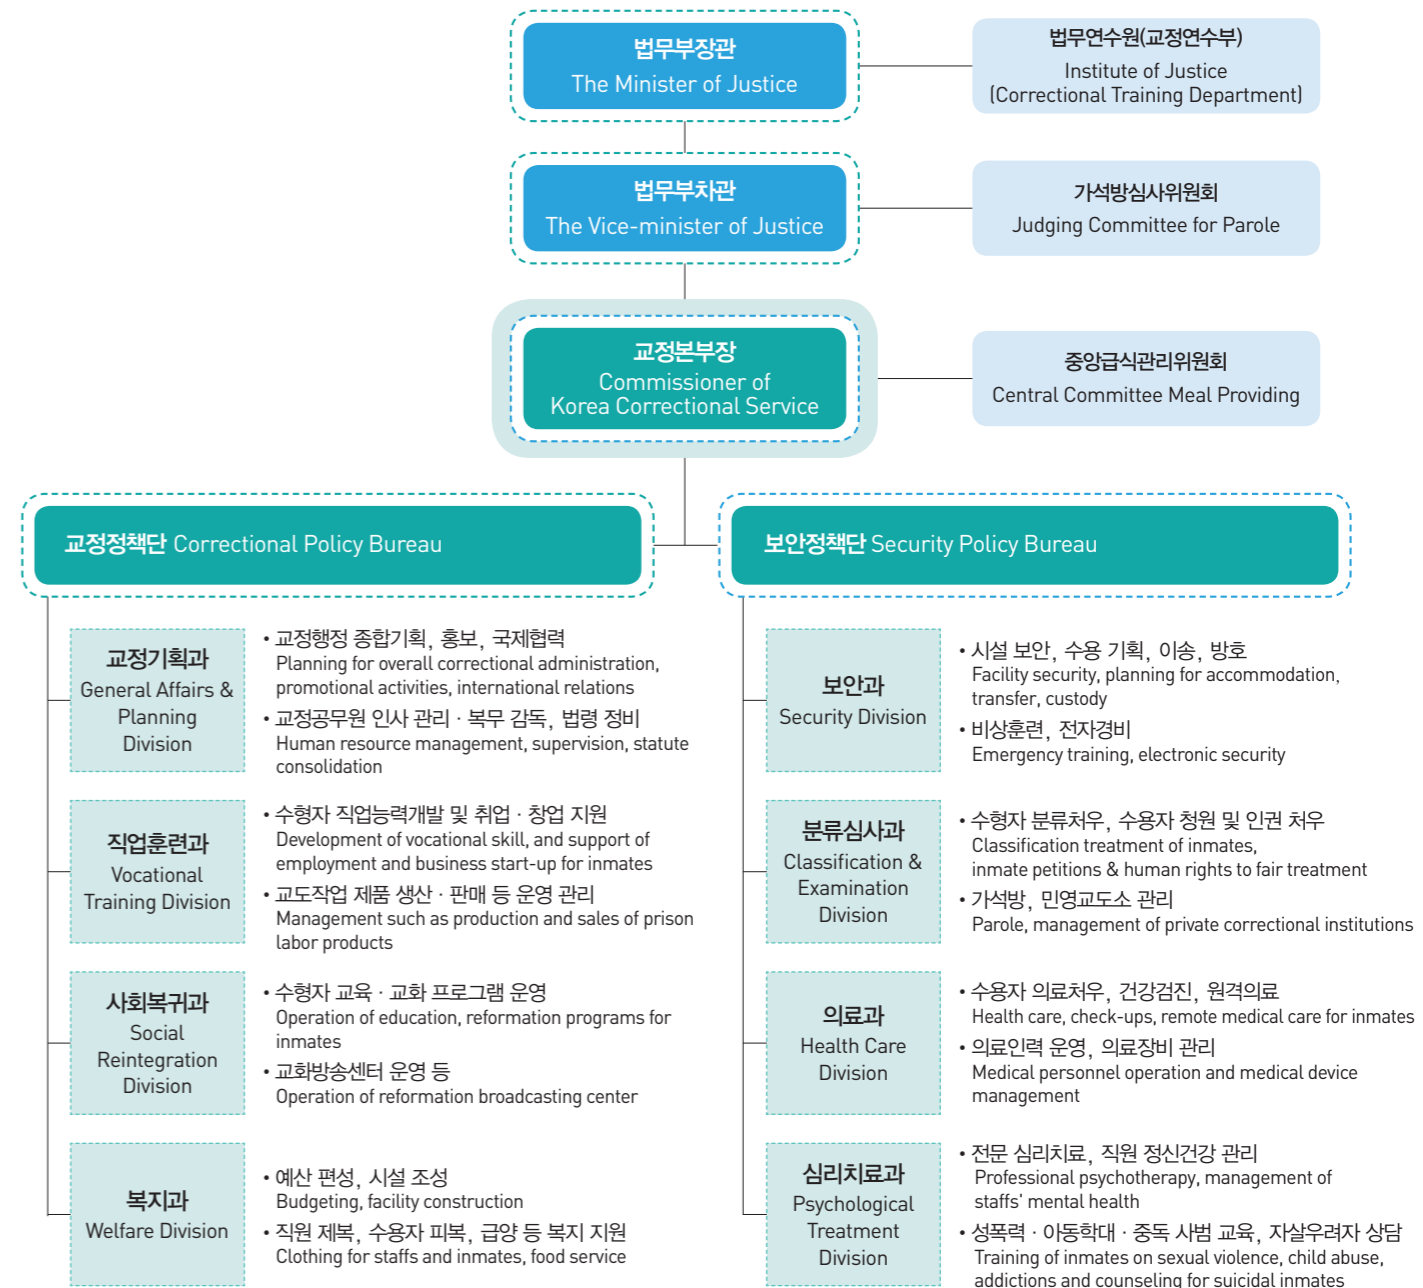 법무부장관
The Minister of Justice
법무연수원(교정연수부)
Institute of Justice
(Correctional Training Department)
법무부차관
The Vice-minister of Justice
가석방심사위원회
Judging Committee for Parole
교정본부장
Commissioner of
Korea Correctional Service
중앙급식관리위원회
Central Committee Meal Providing
교정정책단 Correctional Policy Bureau
교정기획과
General Affairs &
Planning
Division
• 교정행정 종합기획, 홍보, 국제협력
Planning for overall correctional administration,
promotional activities, international relations
• 교정공무원 인사 관리 · 복무 감독, 법령 정비
Human resource management, supervision, statute
consolidation
직업훈련과
Vocational
Training Division
• 수형자 직업능력개발 및 취업 · 창업 지원
Development of vocational skill, and support of
employment and business start-up for inmates
• 교도작업 제품 생산 · 판매 등 운영 관리
Management such as production and sales of prison
labor products
사회복귀과
Social
Reintegration
Division
• 수형자 교육 · 교화 프로그램 운영
Operation of education, reformation programs for
inmates
• 교화방송센터 운영 등
Operation of reformation broadcasting center
복지과
Welfare Division
• 예산 편성, 시설 조성
Budgeting, facility construction
• 직원 제복, 수용자 피복, 급양 등 복지 지원
Clothing for staffs and inmates, food service
보안정책단 Security Policy Bureau
보안과
Security Division
• 시설 보안, 수용 기획, 이송, 방호
Facility security, planning for accommodation,
transfer, custody
• 비상훈련, 전자경비
Emergency training, electronic security
분류심사과
Classification &
Examination
Division
• 수형자 분류처우, 수용자 청원 및 인권 처우
Classification treatment of inmates,
inmate petitions & human rights to fair treatment
• 가석방, 민영교도소 관리
Parole, management of private correctional institutions
의료과
Health Care
Division
• 수용자 의료처우, 건강검진, 원격의료
Health care, check-ups, remote medical care for inmates
• 의료인력 운영, 의료장비 관리
Medical personnel operation and medical device
management
심리치료과
Psychological
Treatment
Division
• 전문 심리치료, 직원 정신건강 관리
Professional psychotherapy, management of
staffs' mental health
• 성폭력 · 아동학대 · 중독 사범 교육, 자살우려자 상담
Training of inmates on sexual violence, child abuse,
addictions and counseling for suicidal inmates